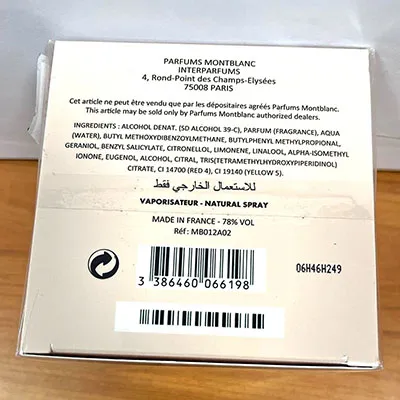 PARFUMS MONTBLANC
INTERPARFUMS
4, Rond-Point des Champs-Elysées
75008 PARIS
Cet article ne peut être vendu que par les dépositaires agréés Parfums Montblanc.
This article may be sold only by Parfums Montblanc authorized dealers.
INGREDIENTS : ALCOHOL DENAT. (SD ALCOHOL 39-C), PARFUM (FRAGRANCE), AQUA
(WATER), BUTYL METHOXYDIBENZOYLMETHANE, BUTYLPHENYL METHYLPROPIONAL,
GERANIOL, BENZYL SALICYLATE, CITRONELLOL, LIMONENE, LINALOOL, ALPHA-ISOMETHYL
IONONE, EUGENOL, ALCOHOL, CITRAL, TRIS(TETRAMETHYLHYDROXYPIPERIDINOL)
CITRATE, CI 14700 (RED 4), CI 19140 (YELLOW 5).
للاستعمال الخارجي فقط
VAPORISATEUR - NATURAL SPRAY
MADE IN FRANCE - 78% VOL
Réf: MB012A02
06H46H249
3 386460 066198